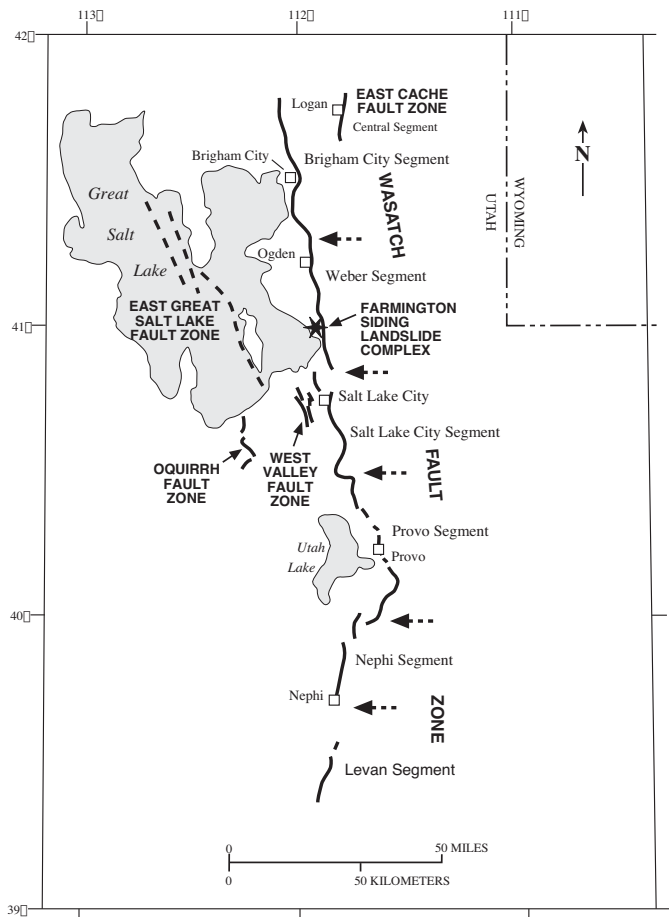 113▯
112▯
111▯
42▯
EAST CACHE
FAULT ZONE
Logan
Central Segment
N
Brigham City
Brigham City Segment
Great
Salt
Lake
WASATCH
UTAH
WYOMING
Ogden
Weber Segment
EAST GREAT
SALT LAKE
FAULT ZONE
41▯
FARMINGTON
SIDING
LANDSLIDE
COMPLEX
Salt Lake City
Salt Lake City Segment
OQUIRRH
FAULT
ZONE
WEST
VALLEY
FAULT
ZONE
FAULT
Provo Segment
Utah
Lake
Provo
40▯
Nephi Segment
Nephi
ZONE
Levan Segment
0
50 MILES
0
50 KILOMETERS
39▯